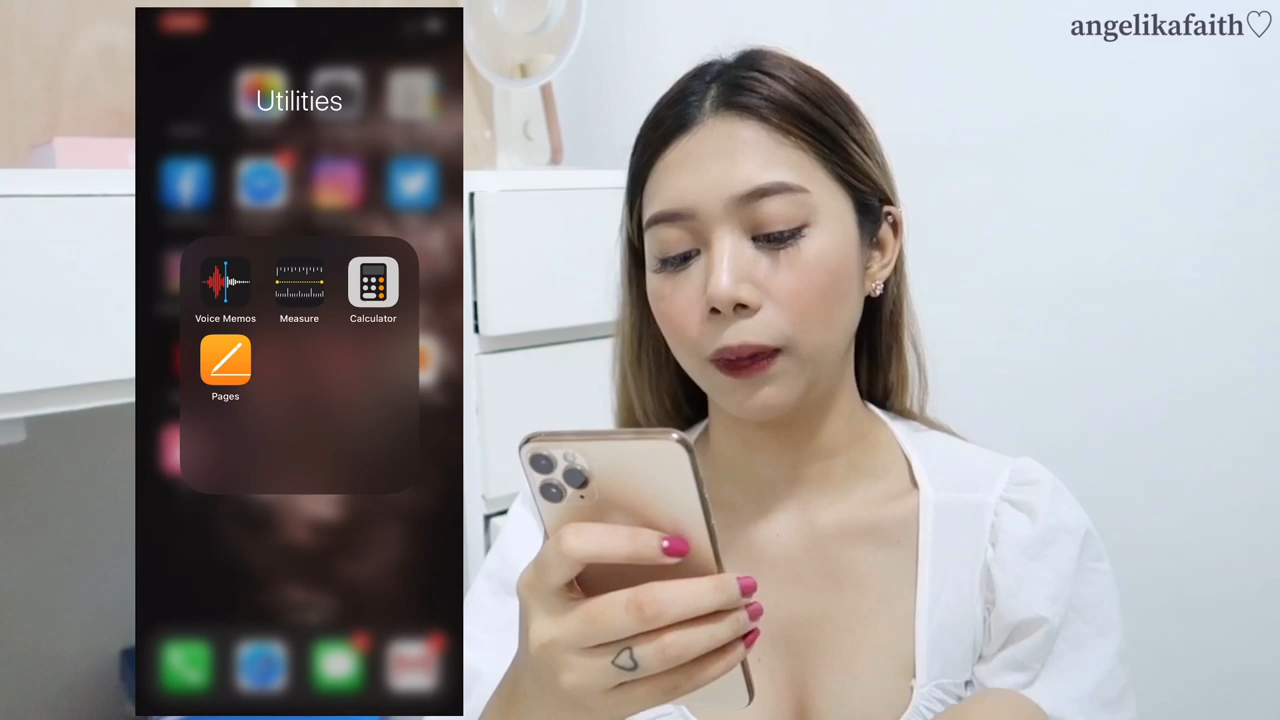 angelikafaith♡
Utilities
Voice Memos
Measure
Calculator
Pages